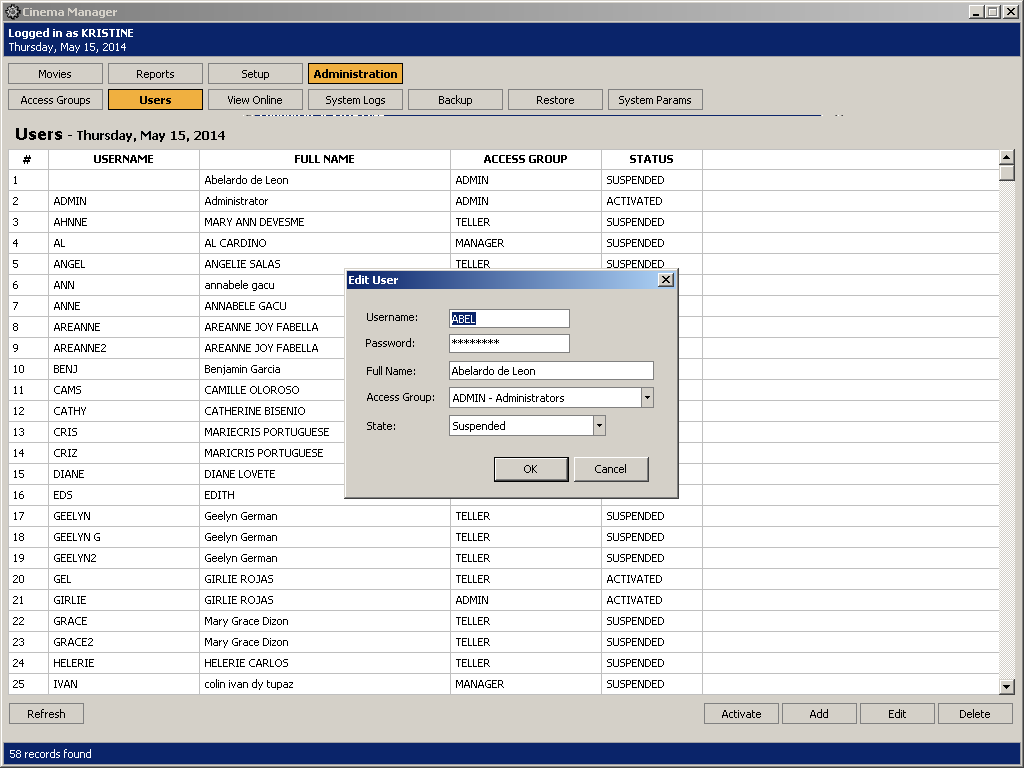 Cinema Manager
Logged in as KRISTINE
Thursday, May 15, 2014
Movies Reports Setup Administration
Access Groups Users View Online System Logs Backup Restore System Params
Users - Thursday, May 15, 2014
# USERNAME FULL NAME ACCESS GROUP STATUS
1 Abelardo de Leon ADMIN SUSPENDED
2 ADMIN Administrator ADMIN ACTIVATED
3 AHNNE MARY ANN DEVESME TELLER SUSPENDED
4 AL AL CARDINO MANAGER SUSPENDED
5 ANGEL ANGELIE SALAS TELLER SUSPENDED
6 ANN annabele gacu
7 ANNE ANNABELE GACU
8 AREANNE AREANNE JOY FABELLA
9 AREANNE2 AREANNE JOY FABELLA
10 BENJ Benjamin Garcia
11 CAMS CAMILLE OLOROSO
12 CATHY CATHERINE BISENIO
13 CRIS MARIECRIS PORTUGUESE
14 CRIZ MARICRIS PORTUGUESE
15 DIANE DIANE LOVETE
16 EDS EDITH
17 GEELYN Geelyn German TELLER SUSPENDED
18 GEELYN G Geelyn German TELLER SUSPENDED
19 GEELYN2 Geelyn German TELLER SUSPENDED
20 GEL GIRLIE ROJAS TELLER ACTIVATED
21 GIRLIE GIRLIE ROJAS ADMIN ACTIVATED
22 GRACE Mary Grace Dizon TELLER SUSPENDED
23 GRACE2 Mary Grace Dizon TELLER SUSPENDED
24 HELERIE HELERIE CARLOS TELLER SUSPENDED
25 IVAN colin ivan dy tupaz MANAGER SUSPENDED
Edit User
Username: ABEL
Password: ********
Full Name: Abelardo de Leon
Access Group: ADMIN - Administrators
State: Suspended
OK Cancel
Refresh Activate Add Edit Delete
58 records found